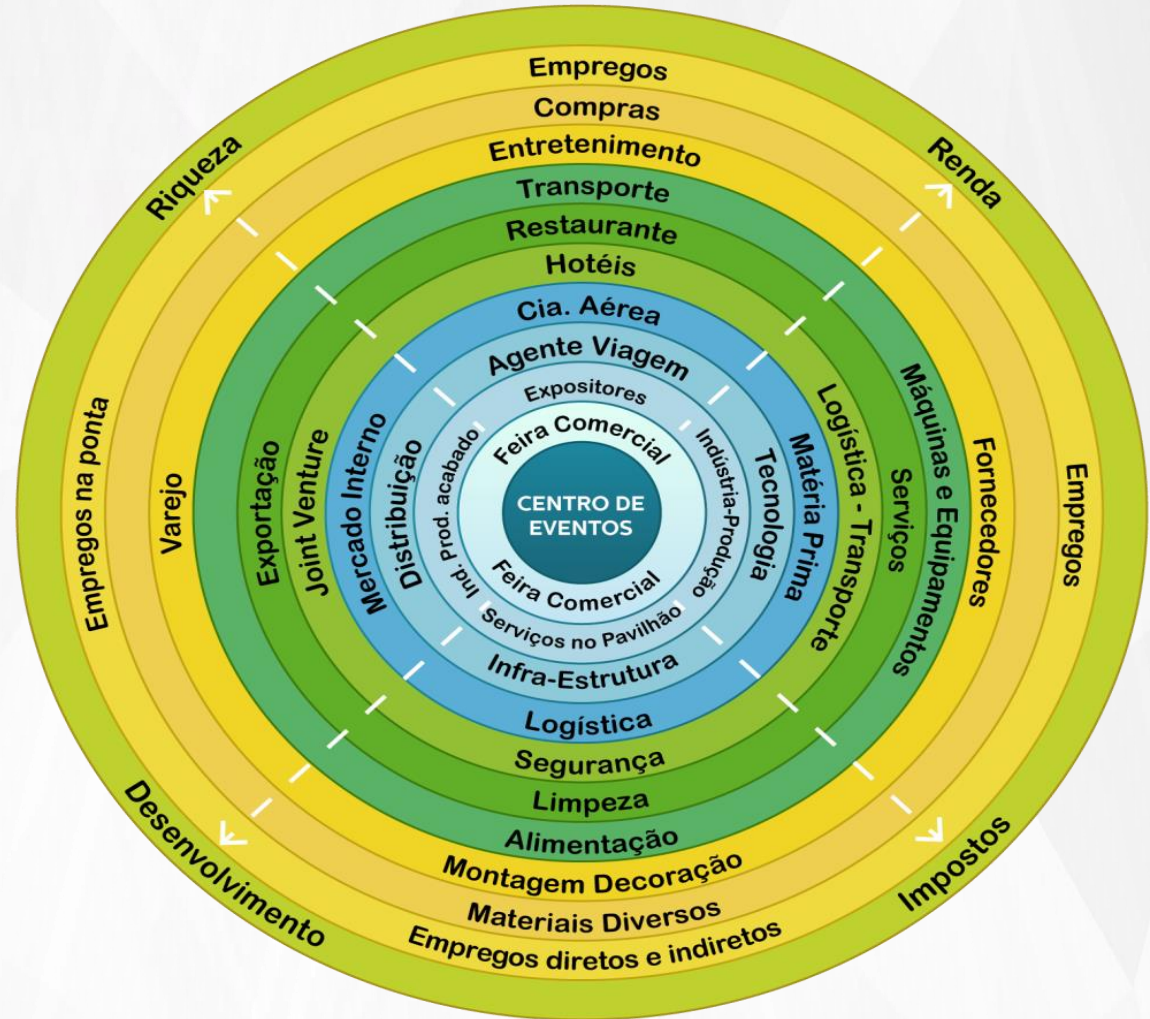 Empregos
Compras
Entretenimento
Transporte
Restaurante
Hotéis
Cia. Aérea
Agente Viagem
Expositores
Feira Comercial
CENTRO DE
EVENTOS
Feira Comercial
Serviços no Pavilhão
Infra-Estrutura
Logística
Segurança
Limpeza
Alimentação
Montagem Decoração
Materiais Diversos
Empregos diretos e indiretos
Riqueza
Renda
Desenvolvimento
Impostos
Empregos na ponta
Varejo
Exportação
Joint Venture
Mercado Interno
Distribuição
Ind. Prod. acabado
Indústria-Produção
Tecnologia
Matéria Prima
Logística - Transporte
Serviços
Máquinas e Equipamentos
Fornecedores
Empregos